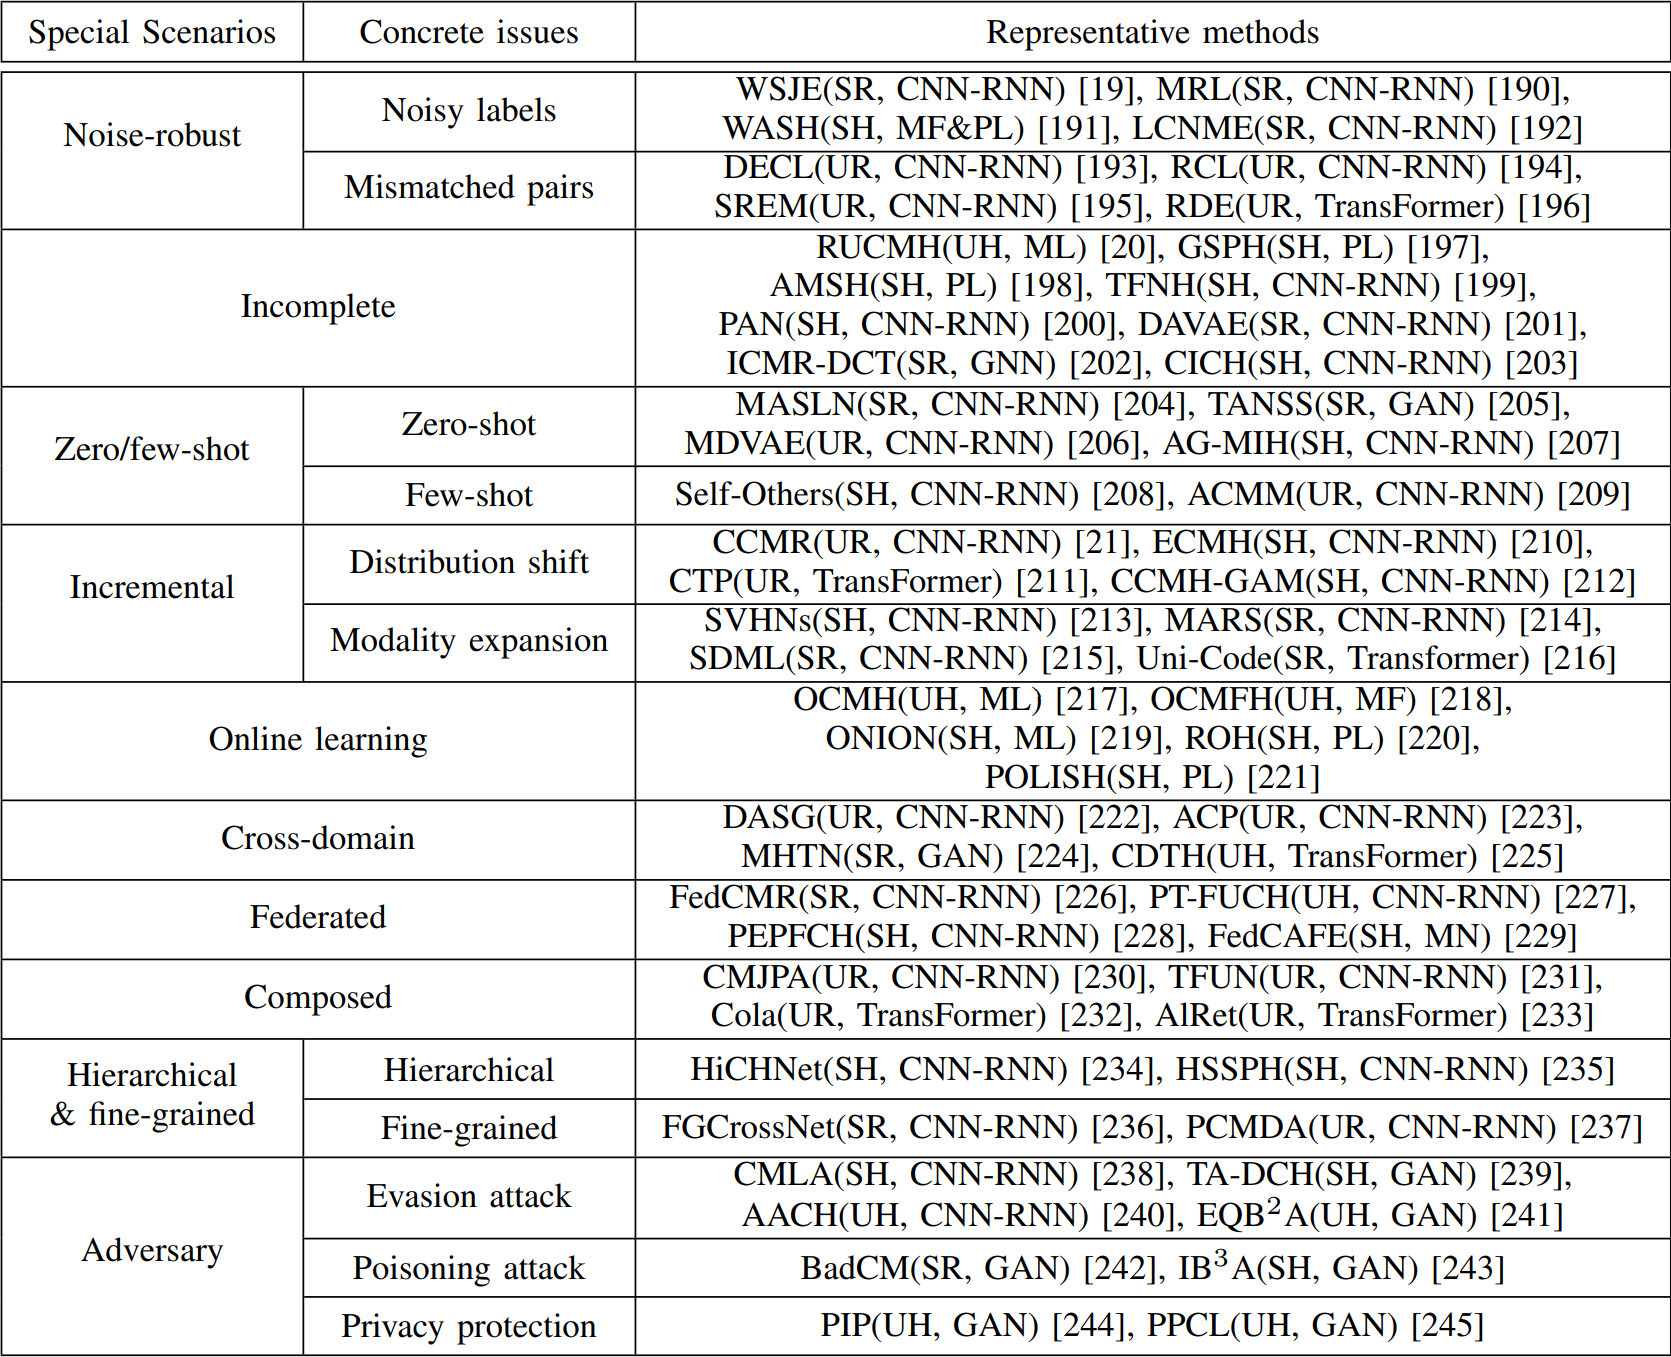 Special Scenarios Concrete issues Representative methods
Noise-robust
Noisy labels
WSJE(SR, CNN-RNN) [19], MRL(SR, CNN-RNN) [190],
WASH(SH, MF&PL) [191], LCNME(SR, CNN-RNN) [192]
Mismatched pairs
DECL(UR, CNN-RNN) [193], RCL(UR, CNN-RNN) [194],
SREM(UR, CNN-RNN) [195], RDE(UR, TransFormer) [196]
Incomplete
RUCMH(UH, ML) [20], GSPH(SH, PL) [197],
AMSH(SH, PL) [198], TFNH(SH, CNN-RNN) [199],
PAN(SH, CNN-RNN) [200], DAVAE(SR, CNN-RNN) [201],
ICMR-DCT(SR, GNN) [202], CICH(SH, CNN-RNN) [203]
Zero/few-shot
Zero-shot
MASLN(SR, CNN-RNN) [204], TANSS(SR, GAN) [205],
MDVAE(UR, CNN-RNN) [206], AG-MIH(SH, CNN-RNN) [207]
Few-shot
Self-Others(SH, CNN-RNN) [208], ACMM(UR, CNN-RNN) [209]
Incremental
Distribution shift
CCMR(UR, CNN-RNN) [21], ECMH(SH, CNN-RNN) [210],
CTP(UR, TransFormer) [211], CCMH-GAM(SH, CNN-RNN) [212]
Modality expansion
SVHNs(SH, CNN-RNN) [213], MARS(SR, CNN-RNN) [214],
SDML(SR, CNN-RNN) [215], Uni-Code(SR, Transformer) [216]
Online learning
OCMH(UH, ML) [217], OCMFH(UH, MF) [218],
ONION(SH, ML) [219], ROH(SH, PL) [220],
POLISH(SH, PL) [221]
Cross-domain
DASG(UR, CNN-RNN) [222], ACP(UR, CNN-RNN) [223],
MHTN(SR, GAN) [224], CDTH(UH, TransFormer) [225]
Federated
FedCMR(SR, CNN-RNN) [226], PT-FUCH(UH, CNN-RNN) [227],
PEPFCH(SH, CNN-RNN) [228], FedCAFE(SH, MN) [229]
Composed
CMJPA(UR, CNN-RNN) [230], TFUN(UR, CNN-RNN) [231],
Cola(UR, TransFormer) [232], AlRet(UR, TransFormer) [233]
Hierarchical
& fine-grained
Hierarchical
HiCHNet(SH, CNN-RNN) [234], HSSPH(SH, CNN-RNN) [235]
Fine-grained
FGCrossNet(SR, CNN-RNN) [236], PCMDA(UR, CNN-RNN) [237]
Adversary
Evasion attack
CMLA(SH, CNN-RNN) [238], TA-DCH(SH, GAN) [239],
AACH(UH, CNN-RNN) [240], EQB²A(UH, GAN) [241]
Poisoning attack
BadCM(SR, GAN) [242], IB³A(SH, GAN) [243]
Privacy protection
PIP(UH, GAN) [244], PPCL(UH, GAN) [245]